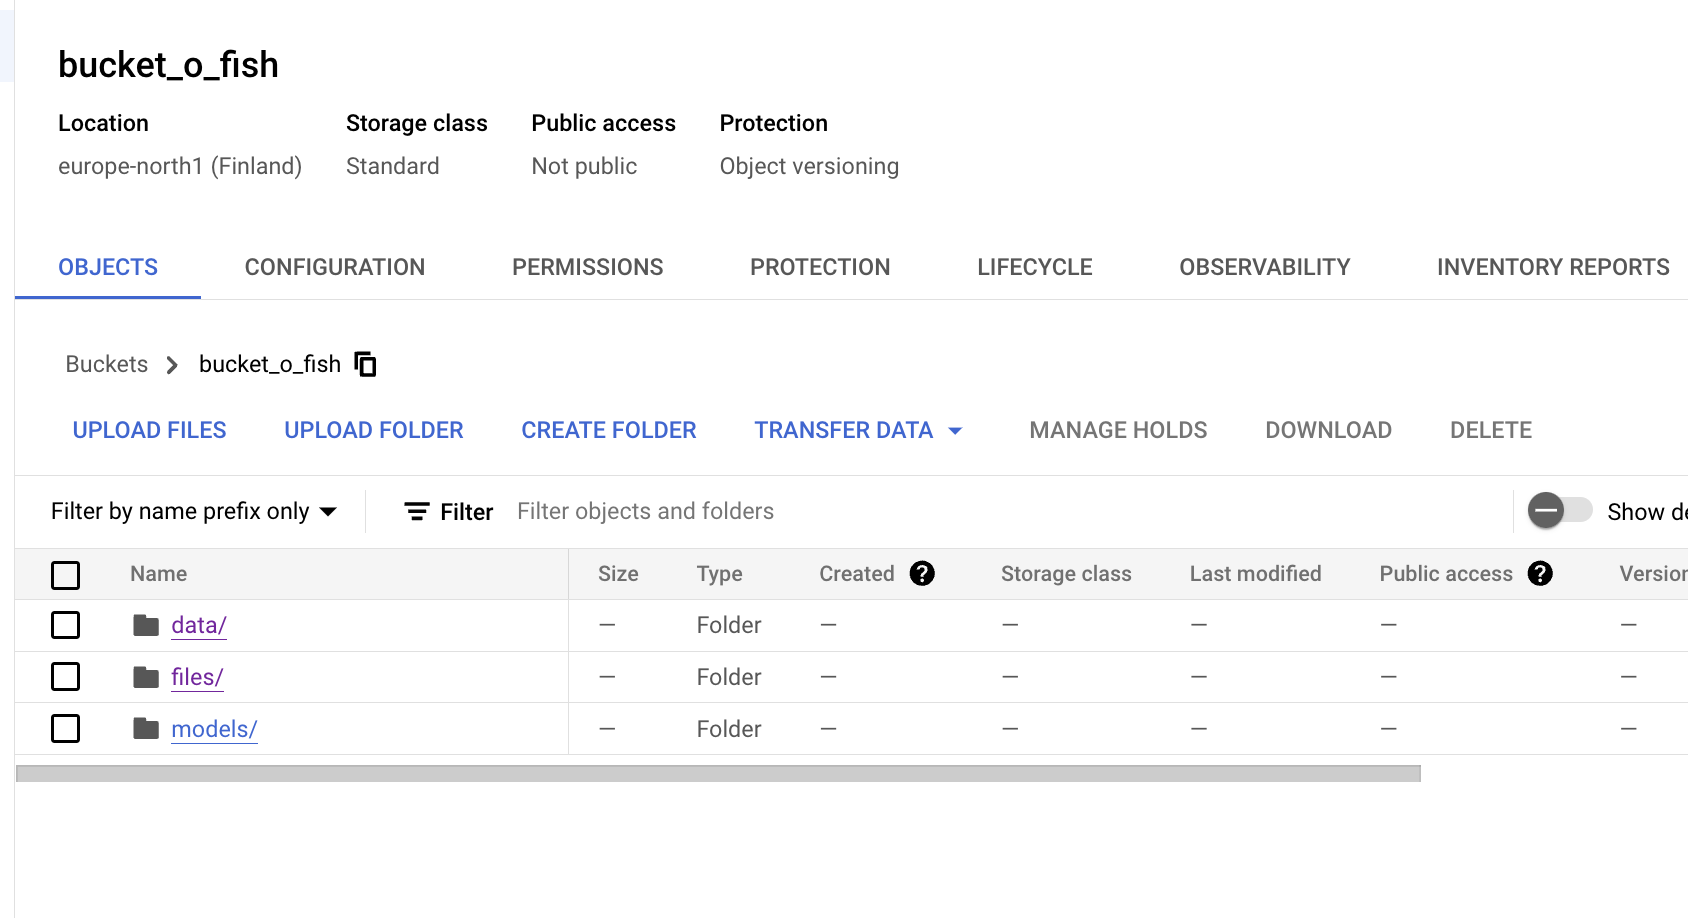 bucket_o_fish
Location Storage class Public access Protection
europe-north1 (Finland) Standard Not public Object versioning
OBJECTS CONFIGURATION PERMISSIONS PROTECTION LIFECYCLE OBSERVABILITY INVENTORY REPORTS
Buckets bucket_o_fish
UPLOAD FILES UPLOAD FOLDER CREATE FOLDER TRANSFER DATA MANAGE HOLDS DOWNLOAD DELETE
Filter by name prefix only Filter Filter objects and folders Show
Name Size Type Created ? Storage class Last modified Public access ?
data/ — Folder — — — — —
files/ — Folder — — — — —
models/ — Folder — — — — —